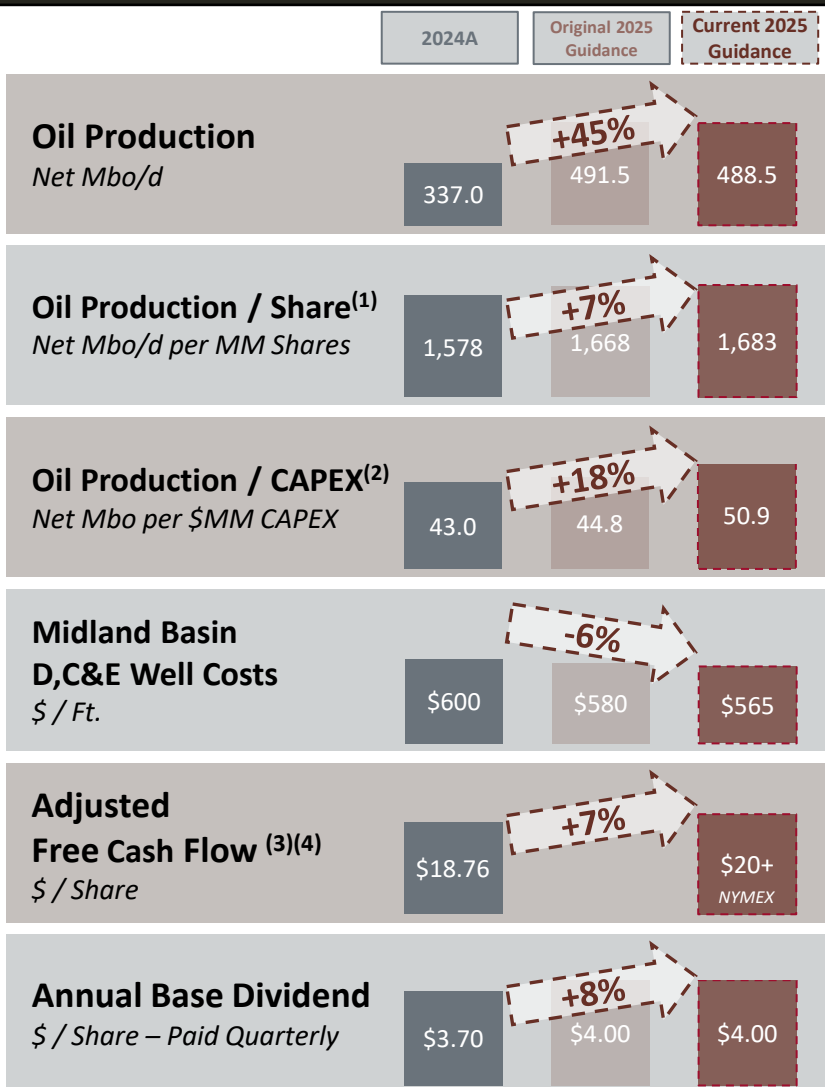 2024A
Original 2025
Guidance
Current 2025
Guidance
Oil Production
Net Mbo/d
337.0
+45%
491.5
488.5
Oil Production / Share(1)
Net Mbo/d per MM Shares
1,578
+7%
1,668
1,683
Oil Production / CAPEX(2)
Net Mbo per $MM CAPEX
43.0
+18%
44.8
50.9
Midland Basin
D,C&E Well Costs
$ / Ft.
$600
-6%
$580
$565
Adjusted
Free Cash Flow (3)(4)
$ / Share
$18.76
+7%
$20+
NYMEX
Annual Base Dividend
$ / Share – Paid Quarterly
$3.70
+8%
$4.00
$4.00